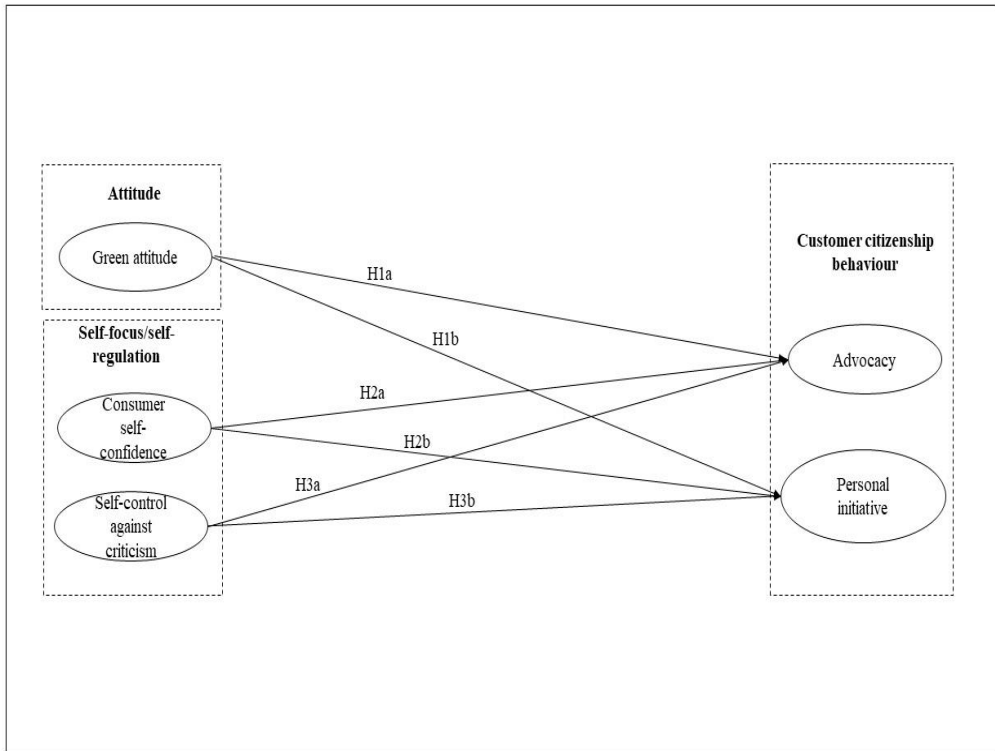 Attitude
Green attitude
Self-focus/self-
regulation
Consumer
self-
confidence
Self-control
against
criticism
H1a
H1b
H2a
H2b
H3a
H3b
Customer citizenship
behaviour
Advocacy
Personal
initiative